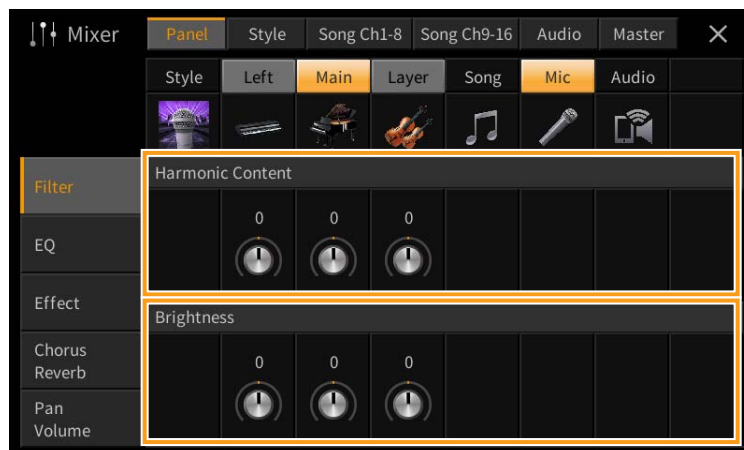 Mixer
Panel Style Song Ch1-8 Song Ch9-16 Audio Master
Style Left Main Layer Song Mic Audio
Filter
EQ
Effect
Chorus
Reverb
Pan
Volume
Harmonic Content
0 0 0
Brightness
0 0 0